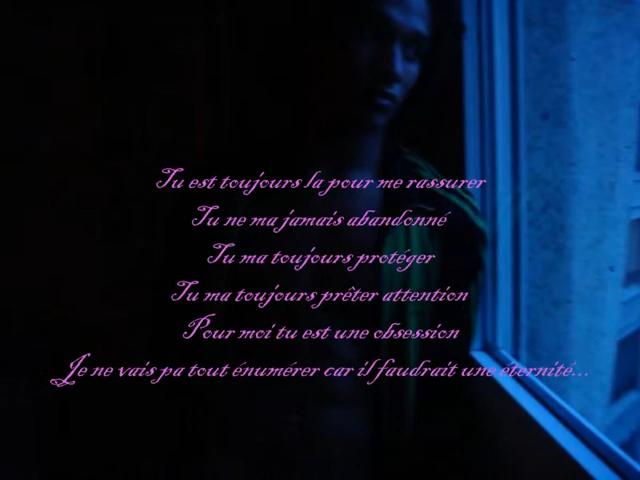 Tu est toujours la pour me rassurer
Tu ne ma jamais abandonné
Tu ma toujours protéger
Tu ma toujours prêter attention
Pour moi tu est une obsession
Je ne vais pa tout énumérer car il faudrait une éternité...